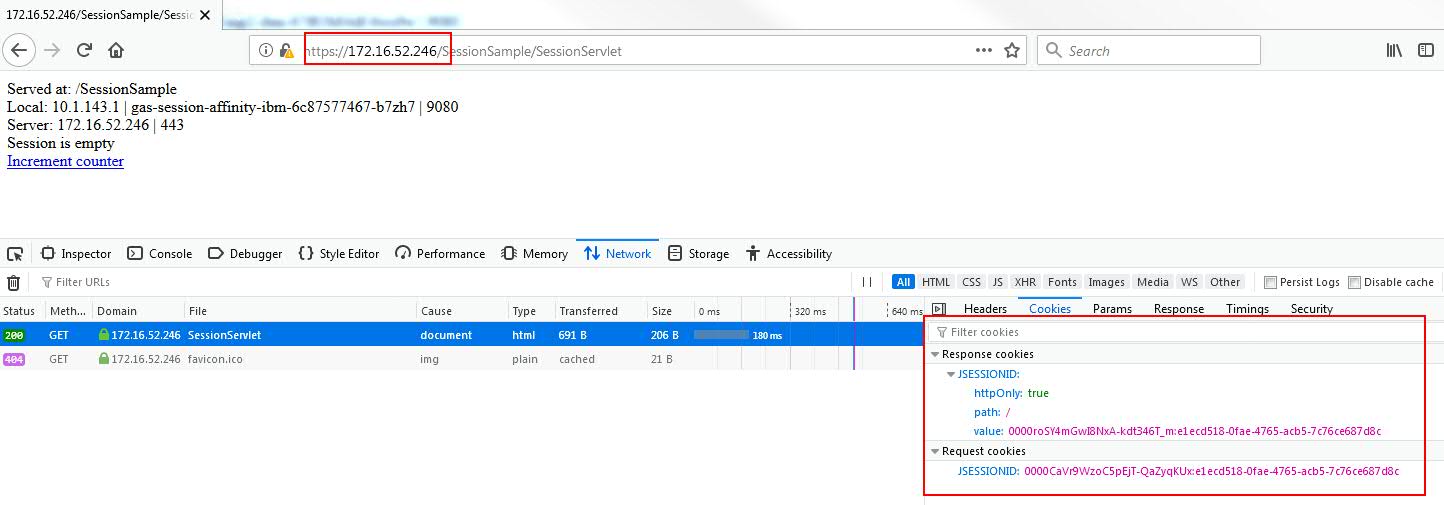 172.16.52.246/SessionSample/Sessic
https://172.16.52.246/SessionSample/SessionServlet
Search
Served at: /SessionSample
Local: 10.1.143.1 | gas-session-affinity-ibm-6c87577467-b7zh7 | 9080
Server: 172.16.52.246 | 443
Session is empty
Increment counter
Inspector Console Debugger Style Editor Performance Memory Network Storage Accessibility
Filter URLs All HTML CSS JS XHR Fonts Images Media WS Other Persist Logs Disable cache
Status Meth... Domain File Cause Type Transferred Size 0 ms 320 ms 640 ms Headers Cookies Params Response Timings Security
200 GET 172.16.52.246 SessionServlet document html 691 B 206 B 180 ms
404 GET 172.16.52.246 favicon.ico img plain cached 21 B
Filter cookies
Response cookies
JSESSIONID:
httpOnly: true
path: /
value: 0000roSY4mGwI8NxA-kdt346T_m:e1ecd518-0fae-4765-acb5-7c76ce687d8c
Request cookies
JSESSIONID: 0000CaVr9WzoC5pEjT-QaZyqKUx:e1ecd518-0fae-4765-acb5-7c76ce687d8c